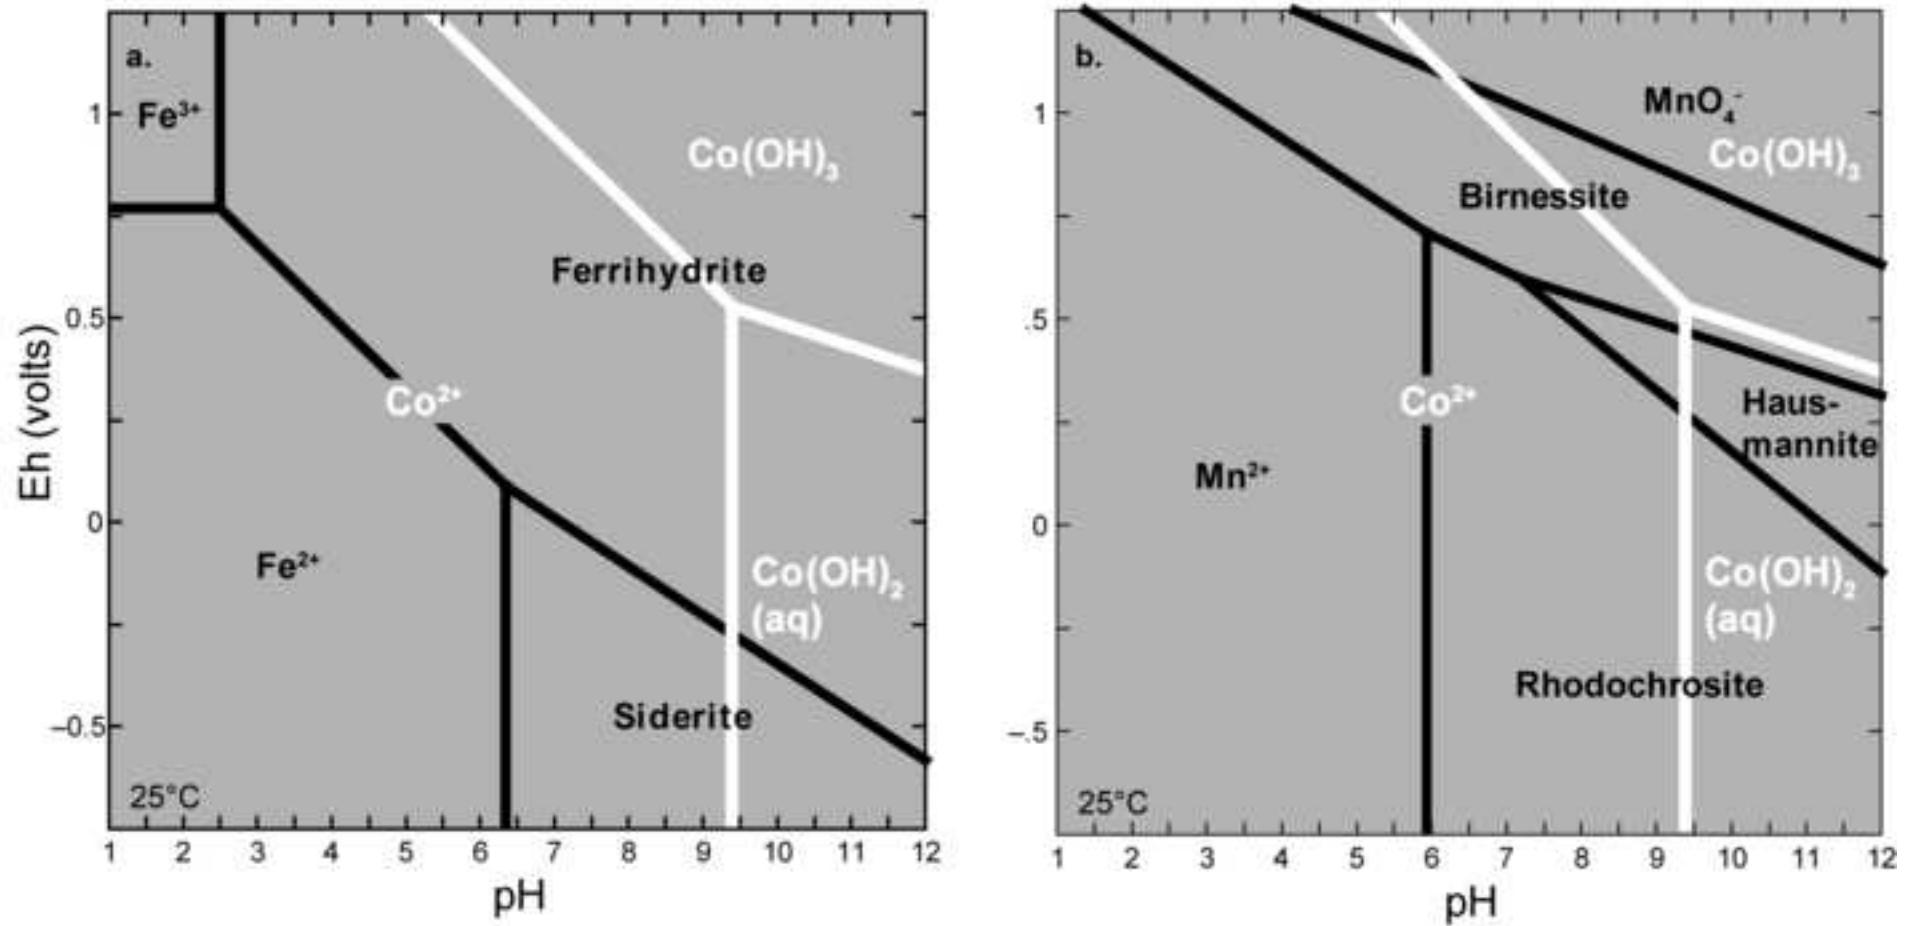 a.
Fe³⁺
1
Co(OH)₃
Ferrihydrite
0.5
Co²⁺
Eh (volts)
0
Fe²⁺
Co(OH)₂
(aq)
–0.5
Siderite
25°C
1 2 3 4 5 6 7 8 9 10 11 12
pH
b.
MnO₄⁻
1
Co(OH)₃
Birnessite
.5
Co²⁺
Haus-
mannite
Mn²⁺
0
Co(OH)₂
(aq)
Rhodochrosite
–.5
25°C
1 2 3 4 5 6 7 8 9 10 11 12
pH